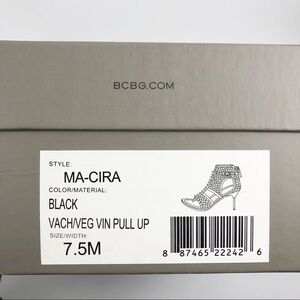 BCBG.COM
STYLE:
MA-CIRA
COLOR/MATERIAL:
BLACK
VACH/VEG VIN PULL UP
SIZE/WIDTH:
7.5M
8 87465 22242 6